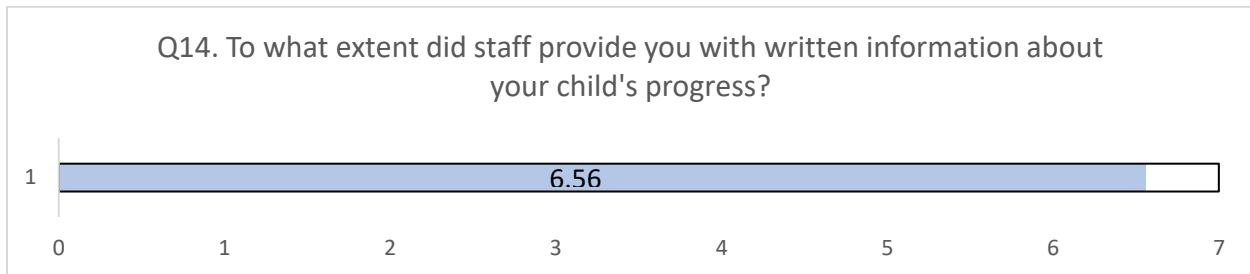 Q14. To what extent did staff provide you with written information about
your child's progress?
1
6.56
0 1 2 3 4 5 6 7